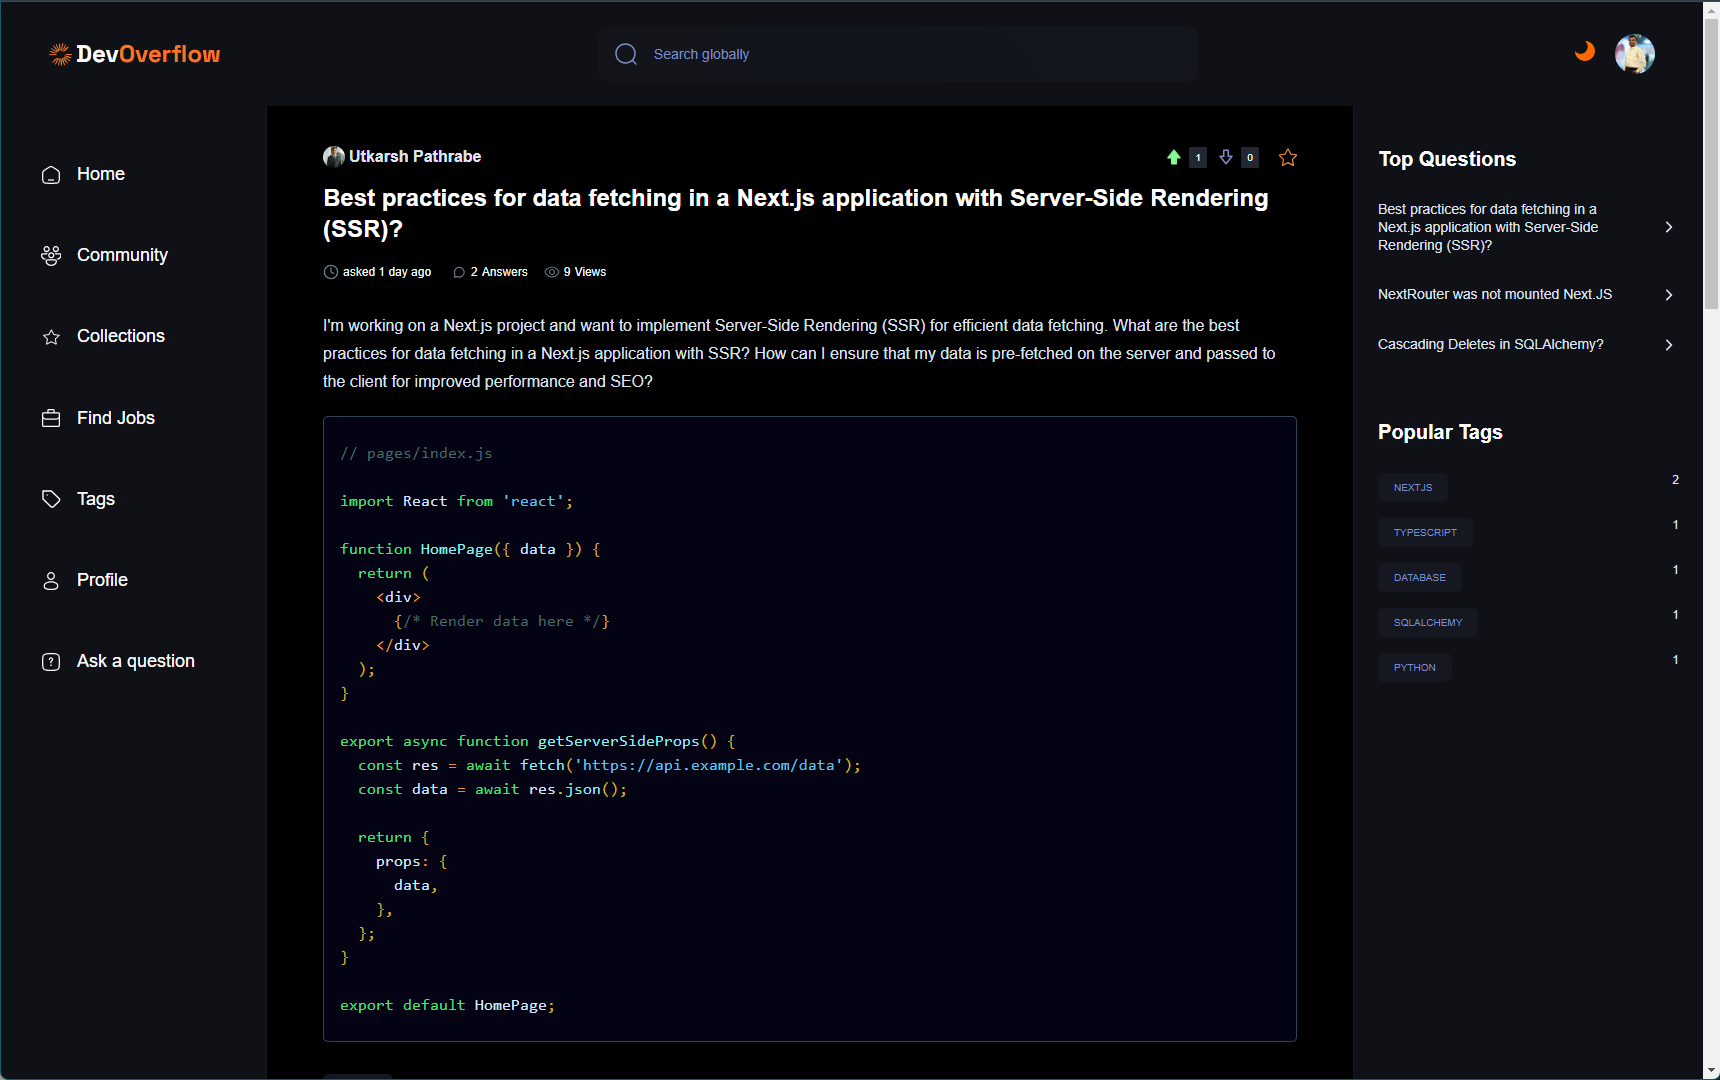 DevOverflow
Search globally
Home
Community
Collections
Find Jobs
Tags
Profile
Ask a question
Utkarsh Pathrabe
1
0
Best practices for data fetching in a Next.js application with Server-Side Rendering
(SSR)?
asked 1 day ago
2 Answers
9 Views
I'm working on a Next.js project and want to implement Server-Side Rendering (SSR) for efficient data fetching. What are the best
practices for data fetching in a Next.js application with SSR? How can I ensure that my data is pre-fetched on the server and passed to
the client for improved performance and SEO?
// pages/index.js
import React from 'react';
function HomePage({ data }) {
  return (
    <div>
      {/* Render data here */}
    </div>
  );
}
export async function getServerSideProps() {
  const res = await fetch('https://api.example.com/data');
  const data = await res.json();
  return {
    props: {
      data,
    },
  };
}
export default HomePage;
Top Questions
Best practices for data fetching in a
Next.js application with Server-Side
Rendering (SSR)?
NextRouter was not mounted Next.JS
Cascading Deletes in SQLAlchemy?
Popular Tags
NEXTJS 2
TYPESCRIPT 1
DATABASE 1
SQLALCHEMY 1
PYTHON 1